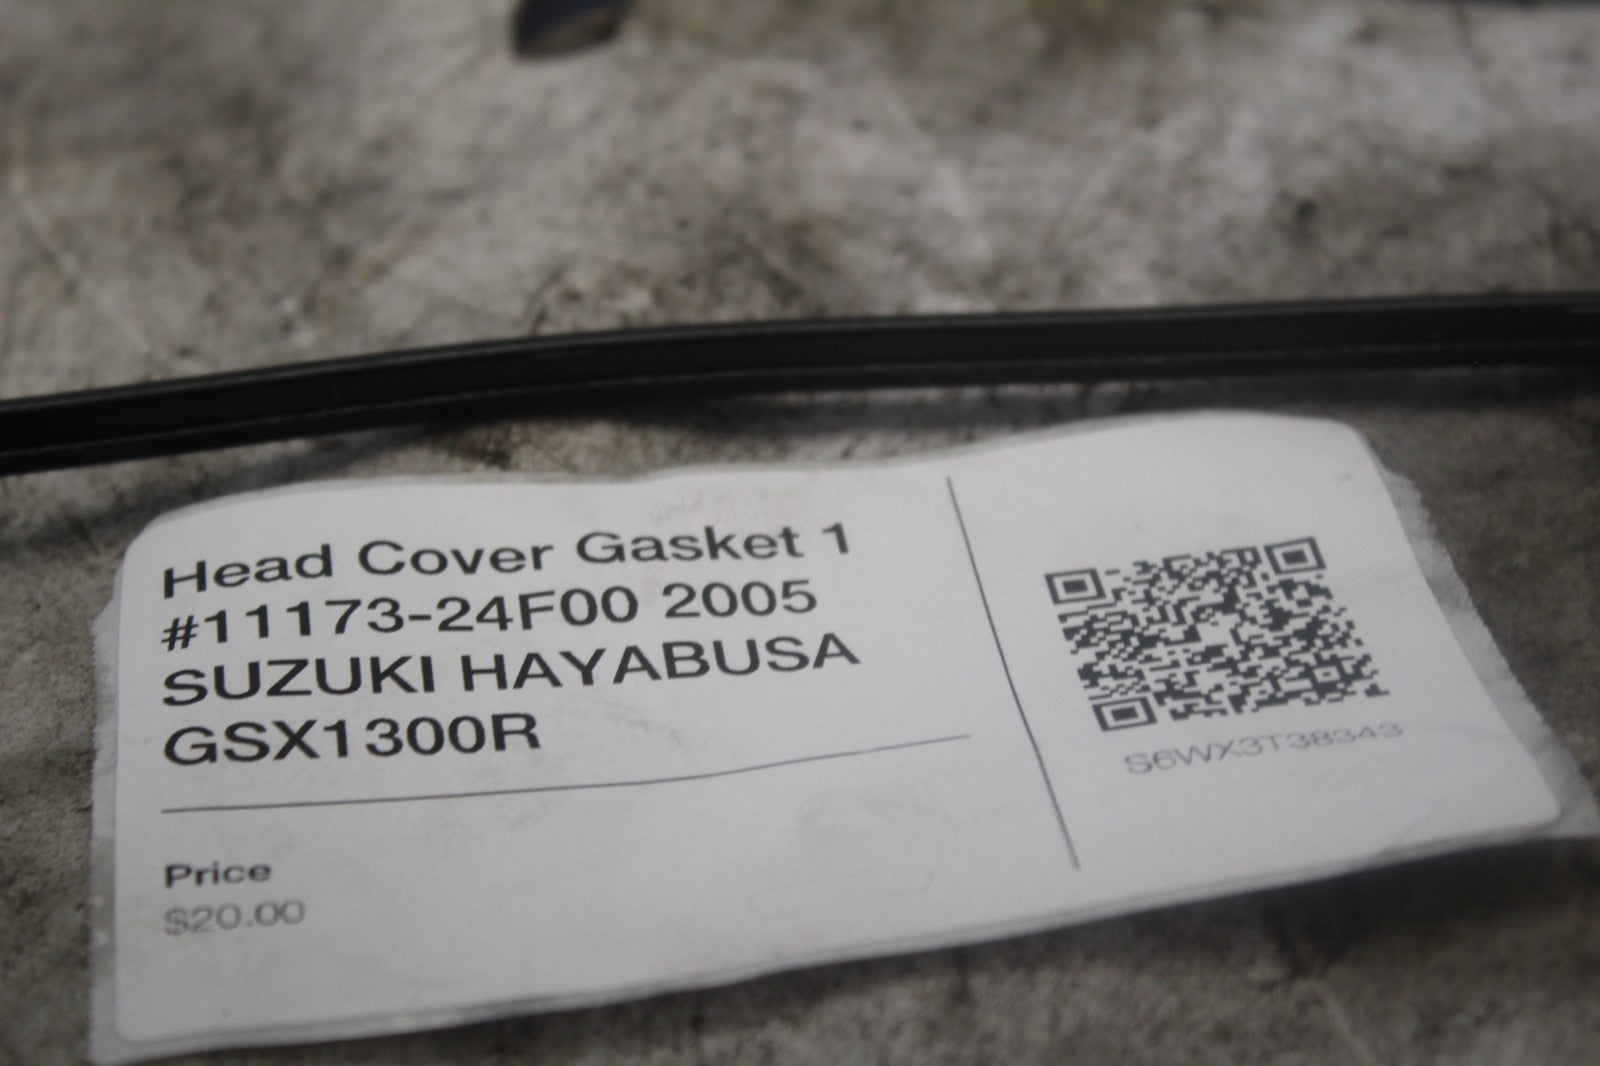 Head Cover Gasket 1
#11173-24F00 2005
SUZUKI HAYABUSA
GSX1300R
Price
$20.00
S6WX3T38343